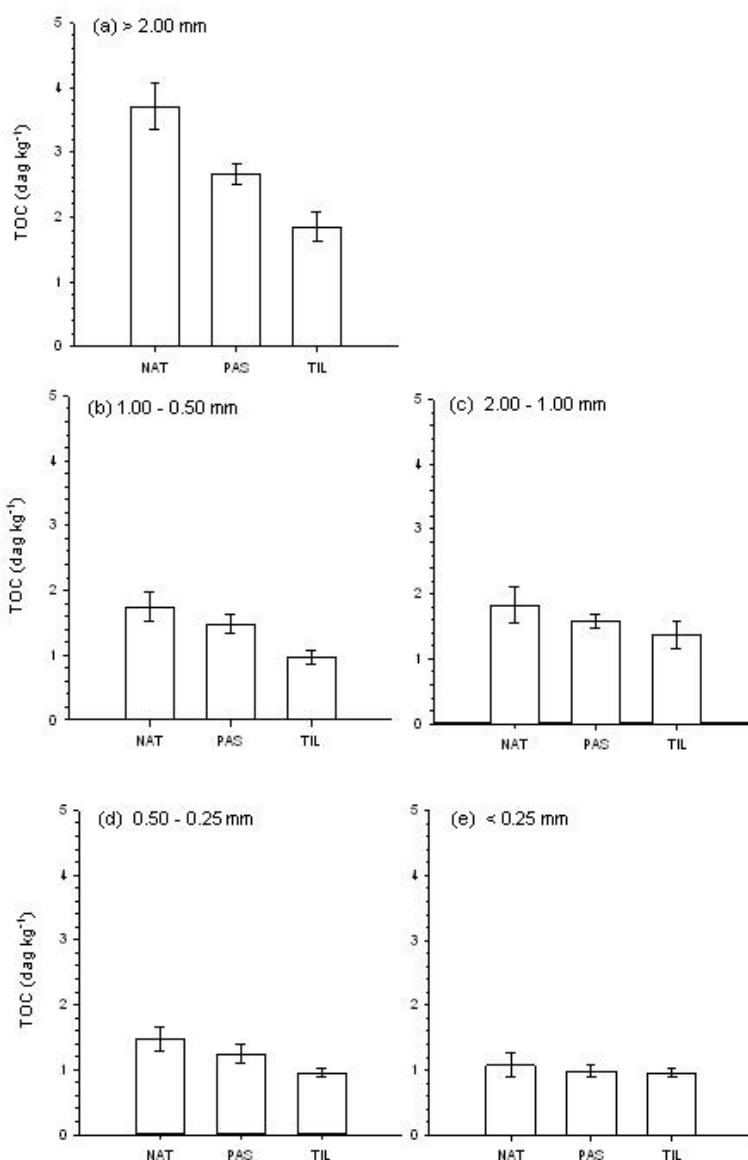 (a) > 2.00 mm
TOC (dag kg⁻¹)
5
4
3
2
1
0
NAT PAS TIL
(b) 1.00 - 0.50 mm
TOC (dag kg⁻¹)
5
4
3
2
1
0
NAT PAS TIL
(c) 2.00 - 1.00 mm
5
4
3
2
1
0
NAT PAS TIL
(d) 0.50 - 0.25 mm
TOC (dag kg⁻¹)
5
4
3
2
1
0
NAT PAS TIL
(e) < 0.25 mm
5
4
3
2
1
0
NAT PAS TIL